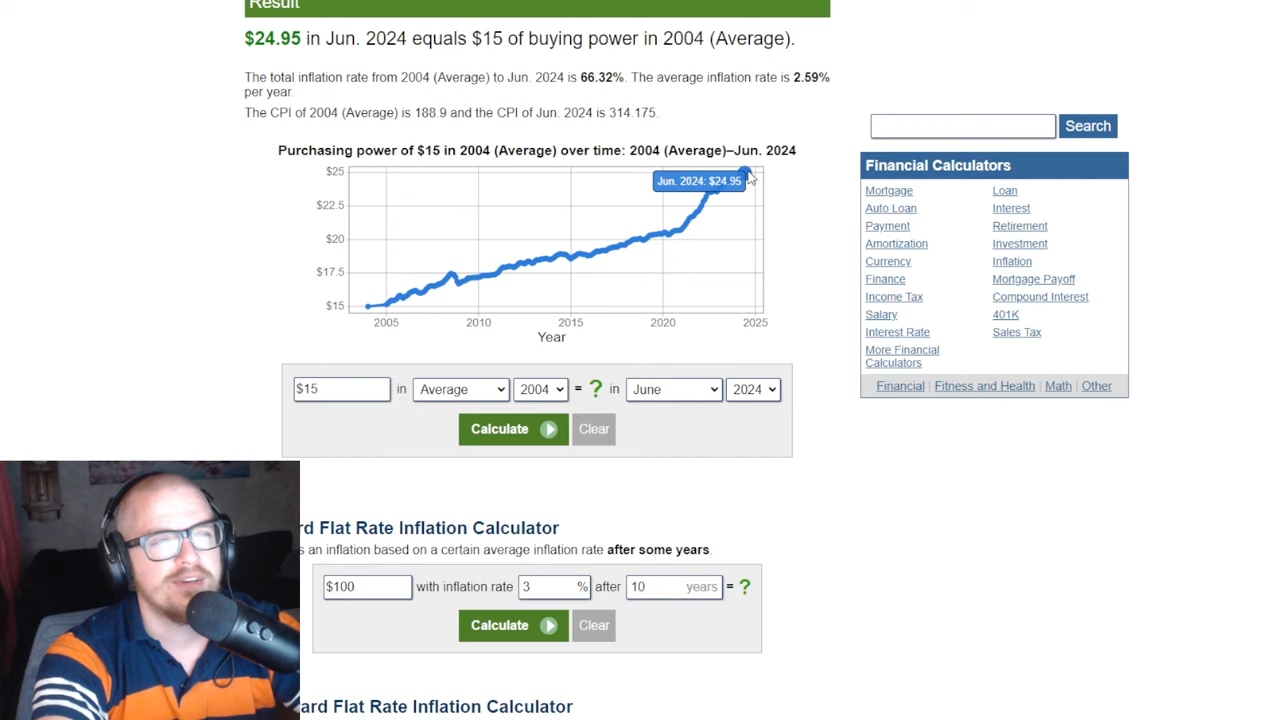 Result
$24.95 in Jun. 2024 equals $15 of buying power in 2004 (Average).
The total inflation rate from 2004 (Average) to Jun. 2024 is 66.32%. The average inflation rate is 2.59%
per year.
The CPI of 2004 (Average) is 188.9 and the CPI of Jun. 2024 is 314.175.
Purchasing power of $15 in 2004 (Average) over time: 2004 (Average)–Jun. 2024
$25
Jun. 2024: $24.95
$22.5
$20
$17.5
$15
2005 2010 2015 2020 2025
Year
$15 in Average 2004 = ? in June 2024
Calculate Clear
rd Flat Rate Inflation Calculator
s an inflation based on a certain average inflation rate after some years.
$100 with inflation rate 3 % after 10 years = ?
Calculate Clear
ard Flat Rate Inflation Calculator
Search
Financial Calculators
Mortgage Loan
Auto Loan Interest
Payment Retirement
Amortization Investment
Currency Inflation
Finance Mortgage Payoff
Income Tax Compound Interest
Salary 401K
Interest Rate Sales Tax
More Financial
Calculators
Financial | Fitness and Health | Math | Other